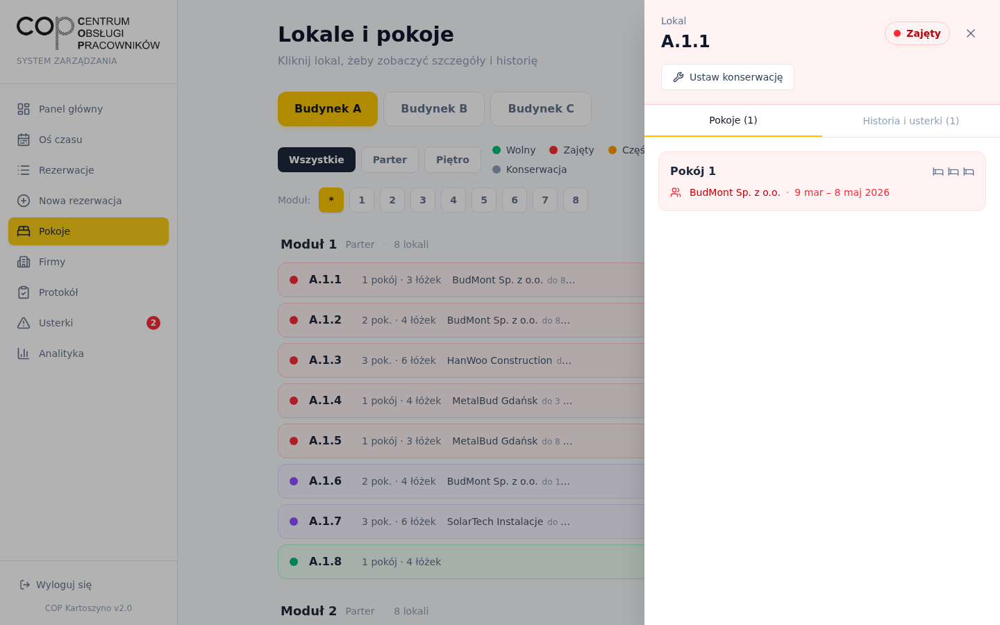 COP CENTRUM
OBSŁUGI
PRACOWNIKÓW
SYSTEM ZARZĄDZANIA
Panel główny
Oś czasu
Rezerwacje
Nowa rezerwacja
Pokoje
Firmy
Protokół
Usterki 2
Analityka
Wyloguj się
COP Kartoszyno v2.0
Lokale i pokoje
Kliknij lokal, żeby zobaczyć szczegóły i historię
Budynek A Budynek B Budynek C
Wszystkie Parter Piętro
Wolny Zajęty Częś
Konserwacja
Moduł: * 1 2 3 4 5 6 7 8
Moduł 1 Parter · 8 lokali
A.1.1 1 pokój · 3 łóżek BudMont Sp. z o.o. do 8...
A.1.2 2 pok. · 4 łóżek BudMont Sp. z o.o. do 8...
A.1.3 3 pok. · 6 łóżek HanWoo Construction d...
A.1.4 1 pokój · 4 łóżek MetalBud Gdańsk do 3 ...
A.1.5 1 pokój · 3 łóżek MetalBud Gdańsk do 8 ...
A.1.6 2 pok. · 4 łóżek BudMont Sp. z o.o. do 1...
A.1.7 3 pok. · 6 łóżek SolarTech Instalacje do ...
A.1.8 1 pokój · 4 łóżek
Moduł 2 Parter · 8 lokali
Lokal
A.1.1
Zajęty
Ustaw konserwację
Pokoje (1) Historia i usterki (1)
Pokój 1
BudMont Sp. z o.o. · 9 mar – 8 maj 2026